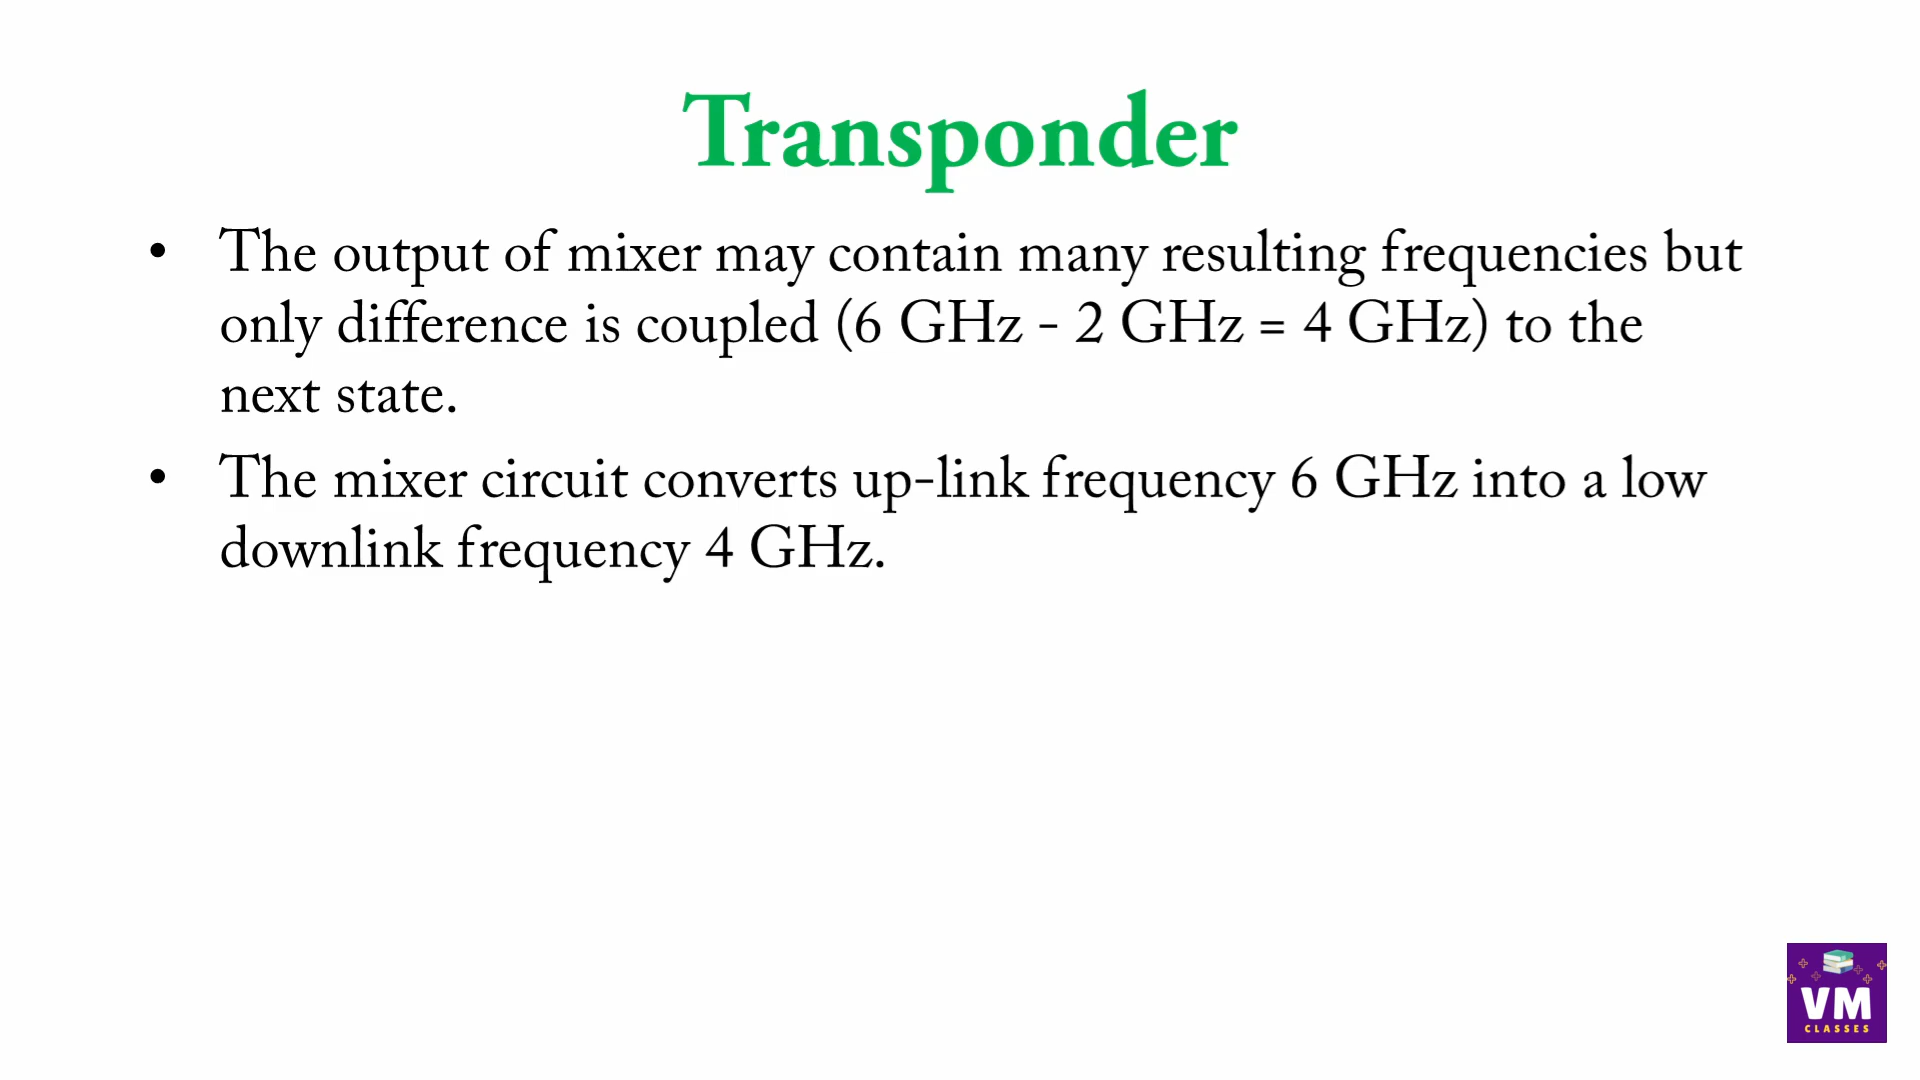 Transponder
• The output of mixer may contain many resulting frequencies but
only difference is coupled (6 GHz - 2 GHz = 4 GHz) to the
next state.
• The mixer circuit converts up-link frequency 6 GHz into a low
downlink frequency 4 GHz.
VM
CLASSES